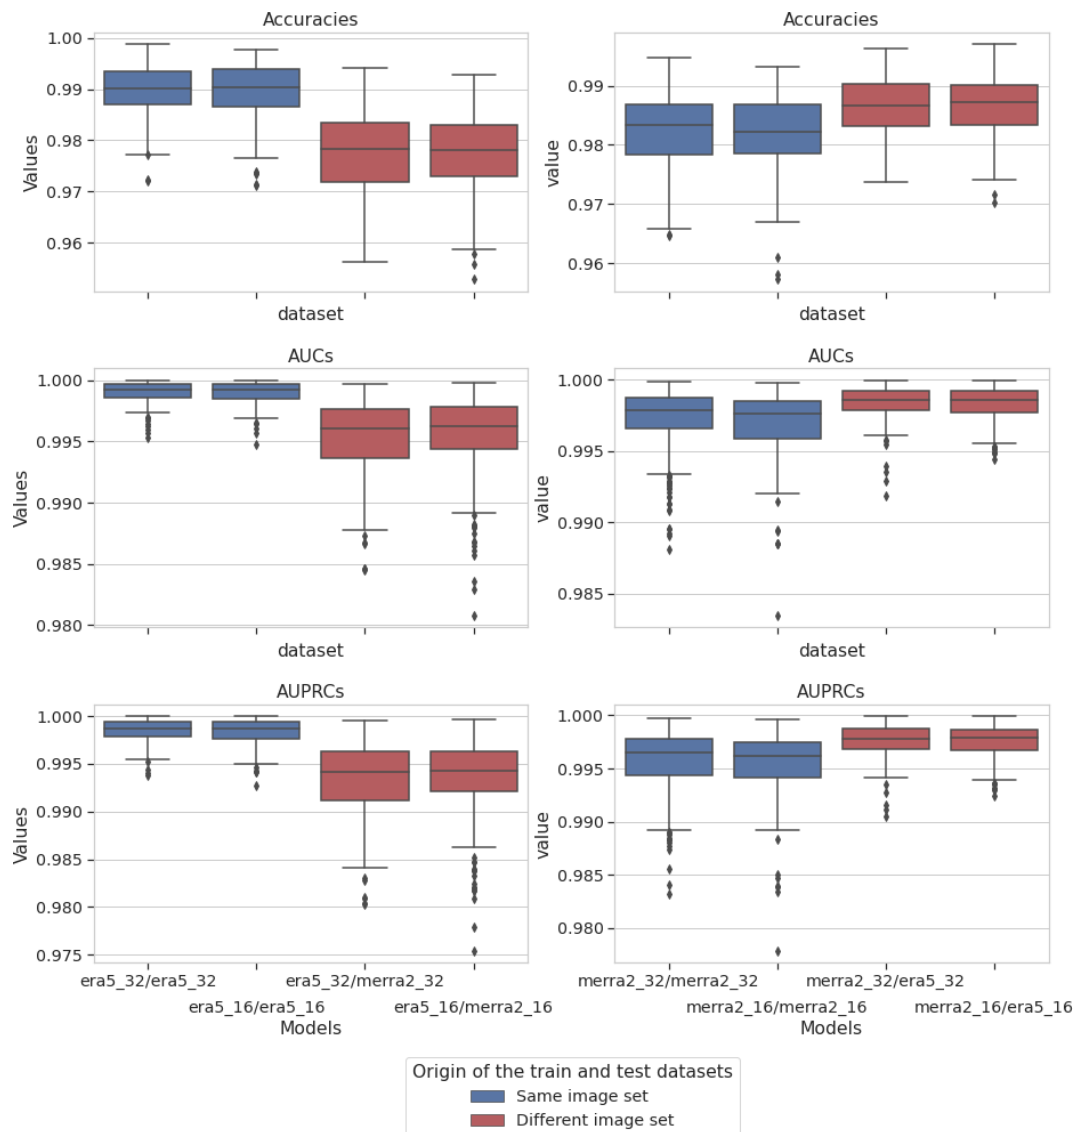 Accuracies
Values
1.00
0.99
0.98
0.97
0.96
dataset
Accuracies
value
0.99
0.98
0.97
0.96
dataset
AUCs
Values
1.000
0.995
0.990
0.985
0.980
dataset
AUCs
value
1.000
0.995
0.990
0.985
dataset
AUPRCs
Values
1.000
0.995
0.990
0.985
0.980
0.975
era5_32/era5_32
era5_16/era5_16
era5_32/merra2_32
era5_16/merra2_16
Models
AUPRCs
value
1.000
0.995
0.990
0.985
0.980
merra2_32/merra2_32
merra2_16/merra2_16
merra2_32/era5_32
merra2_16/era5_16
Models
Origin of the train and test datasets
Same image set
Different image set